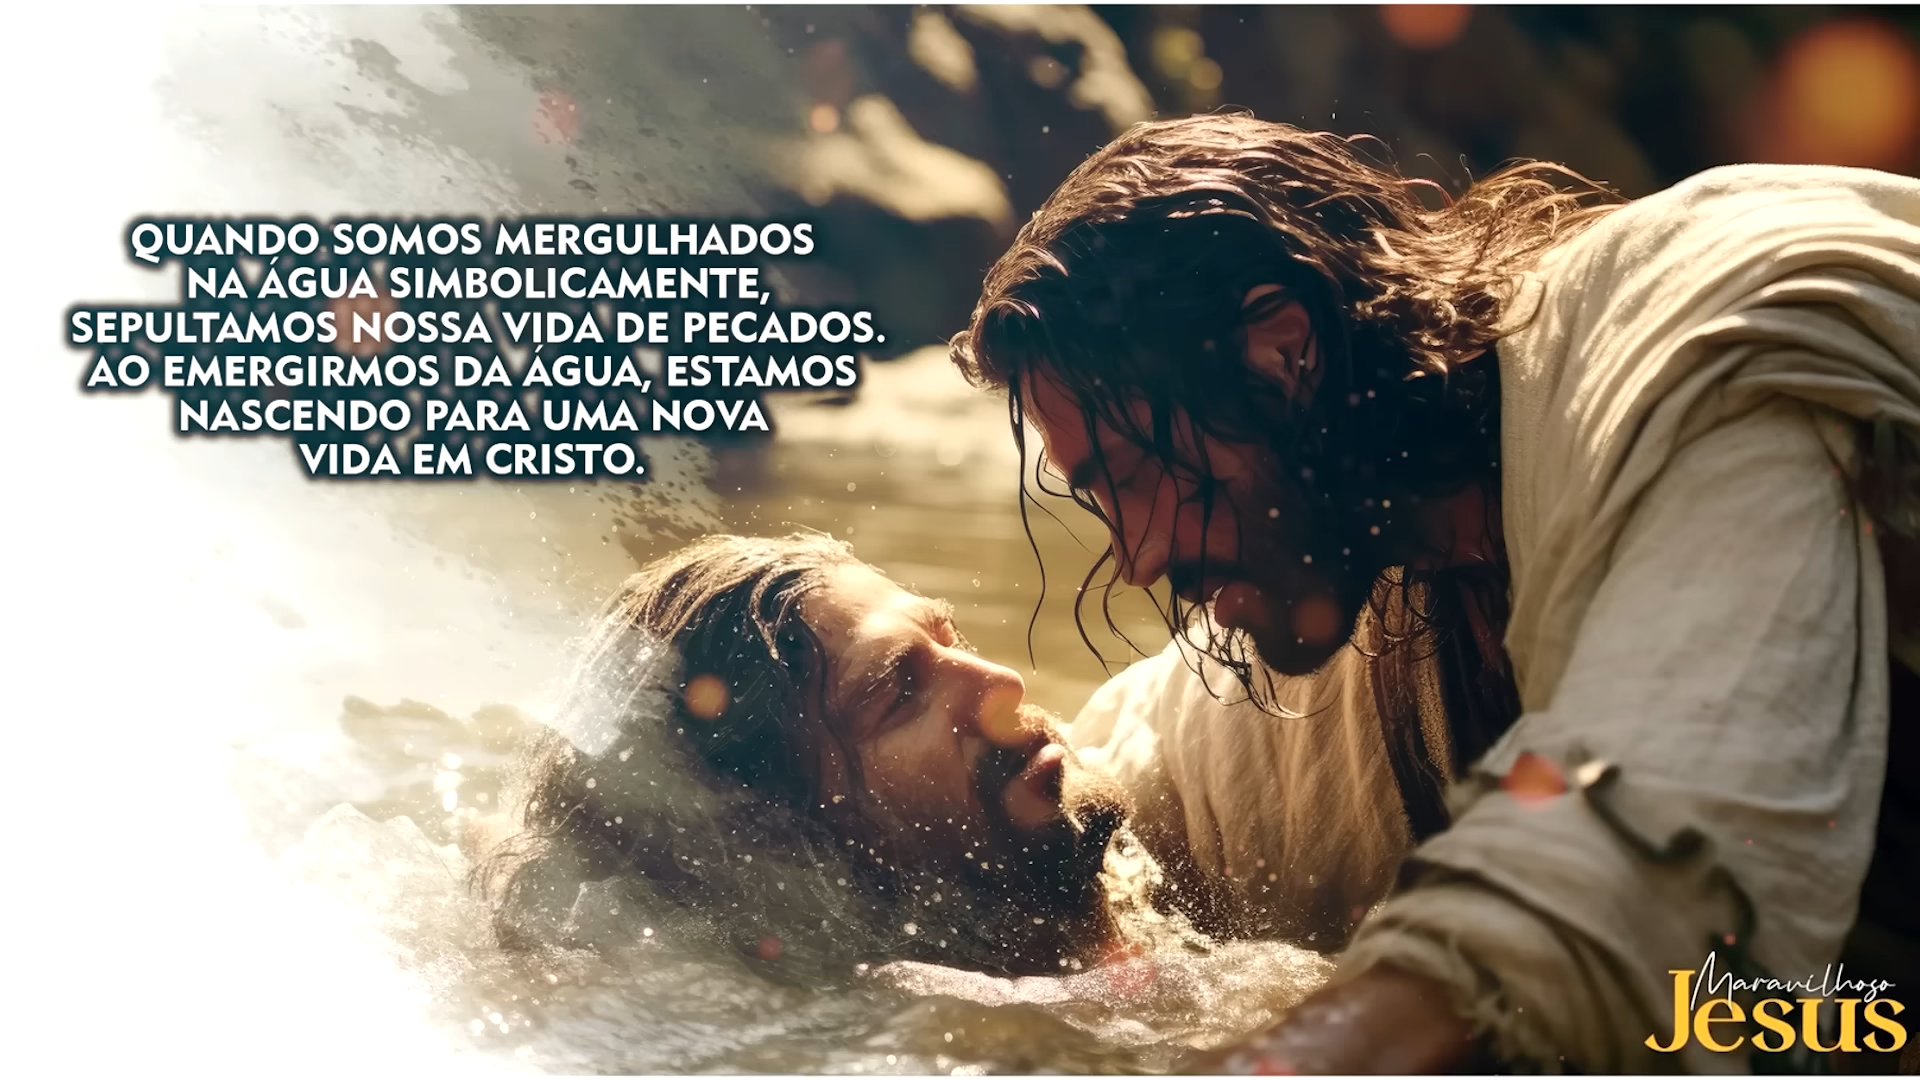 QUANDO SOMOS MERGULHADOS
NA ÁGUA SIMBOLICAMENTE,
SEPULTAMOS NOSSA VIDA DE PECADOS.
AO EMERGIRMOS DA ÁGUA, ESTAMOS
NASCENDO PARA UMA NOVA
VIDA EM CRISTO.
Maravilhoso
Jesus